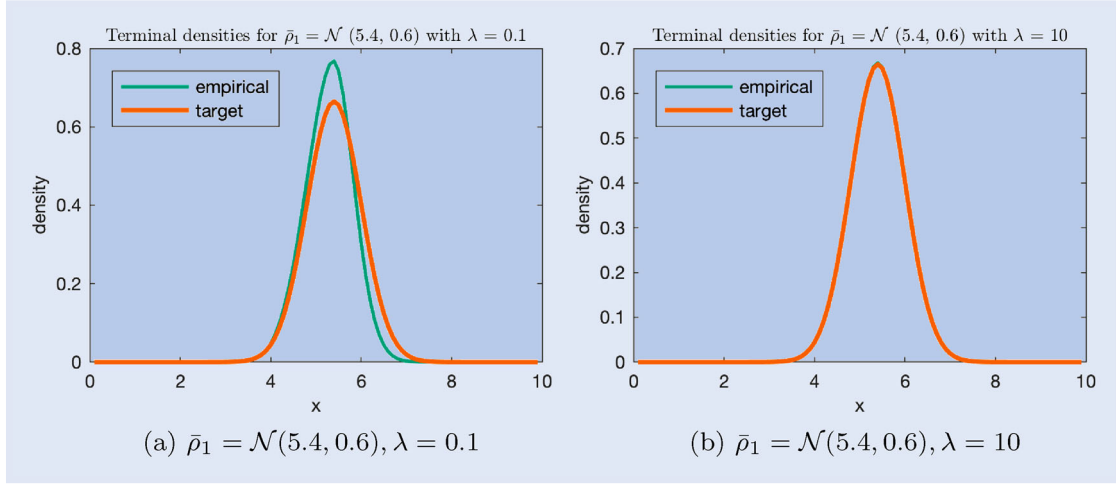 Terminal densities for ρ̄₁ = 𝒩 (5.4, 0.6) with λ = 0.1
0.8
0.6
0.4
0.2
0
density
empirical
target
0 2 4 6 8 10
x
(a) ρ̄₁ = 𝒩(5.4, 0.6), λ = 0.1
Terminal densities for ρ̄₁ = 𝒩 (5.4, 0.6) with λ = 10
0.7
0.6
0.5
0.4
0.3
0.2
0.1
0
density
empirical
target
0 2 4 6 8 10
x
(b) ρ̄₁ = 𝒩(5.4, 0.6), λ = 10